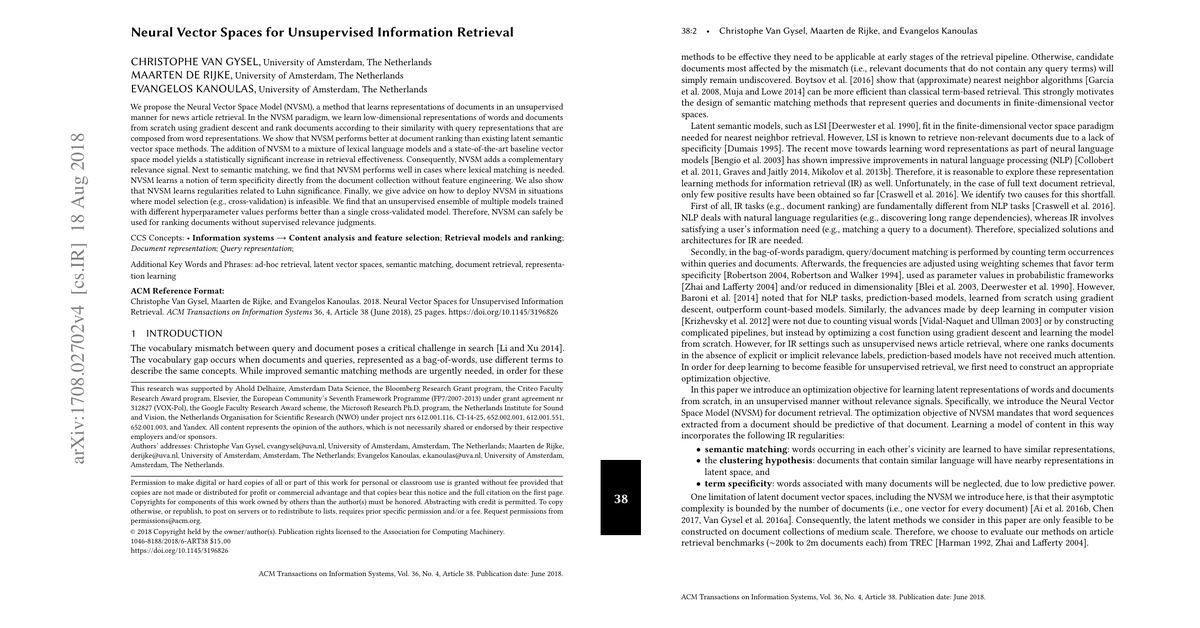 Neural Vector Spaces for Unsupervised Information Retrieval
CHRISTOPHE VAN GYSEL, University of Amsterdam, The Netherlands
MAARTEN DE RIJKE, University of Amsterdam, The Netherlands
EVANGELOS KANOULAS, University of Amsterdam, The Netherlands
We propose the Neural Vector Space Model (NVSM), a method that learns representations of documents in an unsupervised
manner for news article retrieval. In the NVSM paradigm, we learn low-dimensional representations of words and documents
from scratch using gradient descent and rank documents according to their similarity with query representations that are
composed from word representations. We show that NVSM performs better at document ranking than existing latent semantic
vector space methods. The addition of NVSM to a mixture of lexical language models and a state-of-the-art baseline vector
space model yields a statistically significant increase in retrieval effectiveness. Consequently, NVSM adds a complementary
relevance signal. Next to semantic matching, we find that NVSM performs well in cases where lexical matching is needed.
NVSM learns a notion of term specificity directly from the document collection without feature engineering. We also show
that NVSM learns regularities related to Luhn significance. Finally, we give advice on how to deploy NVSM in situations
where model selection (e.g., cross-validation) is infeasible. We find that an unsupervised ensemble of multiple models trained
with different hyperparameter values performs better than a single cross-validated model. Therefore, NVSM can safely be
used for ranking documents without supervised relevance judgments.
CCS Concepts: • Information systems → Content analysis and feature selection; Retrieval models and ranking;
Document representation; Query representation;
Additional Key Words and Phrases: ad-hoc retrieval, latent vector spaces, semantic matching, document retrieval, representa-
tion learning
ACM Reference Format:
Christophe Van Gysel, Maarten de Rijke, and Evangelos Kanoulas. 2018. Neural Vector Spaces for Unsupervised Information
Retrieval. ACM Transactions on Information Systems 36, 4, Article 38 (June 2018), 25 pages. https://doi.org/10.1145/3196826
1 INTRODUCTION
The vocabulary mismatch between query and document poses a critical challenge in search [Li and Xu 2014].
The vocabulary gap occurs when documents and queries, represented as a bag-of-words, use different terms to
describe the same concepts. While improved semantic matching methods are urgently needed, in order for these
This research was supported by Ahold Delhaize, Amsterdam Data Science, the Bloomberg Research Grant program, the Criteo Faculty
Research Award program, Elsevier, the European Community's Seventh Framework Programme (FP7/2007-2013) under grant agreement nr
312827 (VOX-Pol), the Google Faculty Research Award scheme, the Microsoft Research Ph.D. program, the Netherlands Institute for Sound
and Vision, the Netherlands Organisation for Scientific Research (NWO) under project nrs 612.001.116, CI-14-25, 652.002.001, 612.001.551,
652.001.003, and Yandex. All content represents the opinion of the authors, which is not necessarily shared or endorsed by their respective
employers and/or sponsors.
Authors' addresses: Christophe Van Gysel, cvangysel@uva.nl, University of Amsterdam, Amsterdam, The Netherlands; Maarten de Rijke,
derijke@uva.nl, University of Amsterdam, Amsterdam, The Netherlands; Evangelos Kanoulas, e.kanoulas@uva.nl, University of Amsterdam,
Amsterdam, The Netherlands.
Permission to make digital or hard copies of all or part of this work for personal or classroom use is granted without fee provided that
copies are not made or distributed for profit or commercial advantage and that copies bear this notice and the full citation on the first page.
Copyrights for components of this work owned by others than the author(s) must be honored. Abstracting with credit is permitted. To copy
otherwise, or republish, to post on servers or to redistribute to lists, requires prior specific permission and/or a fee. Request permissions from
permissions@acm.org.
© 2018 Copyright held by the owner/author(s). Publication rights licensed to the Association for Computing Machinery.
1046-8188/2018/6-ART38 $15.00
https://doi.org/10.1145/3196826
ACM Transactions on Information Systems, Vol. 36, No. 4, Article 38. Publication date: June 2018.
arXiv:1708.02702v4 [cs.IR] 18 Aug 2018
38
38:2 • Christophe Van Gysel, Maarten de Rijke, and Evangelos Kanoulas
methods to be effective they need to be applicable at early stages of the retrieval pipeline. Otherwise, candidate
documents most affected by the mismatch (i.e., relevant documents that do not contain any query terms) will
simply remain undiscovered. Boytsov et al. [2016] show that (approximate) nearest neighbor algorithms [Garcia
et al. 2008, Muja and Lowe 2014] can be more efficient than classical term-based retrieval. This strongly motivates
the design of semantic matching methods that represent queries and documents in finite-dimensional vector
spaces.
Latent semantic models, such as LSI [Deerwester et al. 1990], fit in the finite-dimensional vector space paradigm
needed for nearest neighbor retrieval. However, LSI is known to retrieve non-relevant documents due to a lack of
specificity [Dumais 1995]. The recent move towards learning word representations as part of neural language
models [Bengio et al. 2003] has shown impressive improvements in natural language processing (NLP) [Collobert
et al. 2011, Graves and Jaitly 2014, Mikolov et al. 2013b]. Therefore, it is reasonable to explore these representation
learning methods for information retrieval (IR) as well. Unfortunately, in the case of full text document retrieval,
only few positive results have been obtained so far [Craswell et al. 2016]. We identify two causes for this shortfall.
First of all, IR tasks (e.g., document ranking) are fundamentally different from NLP tasks [Craswell et al. 2016].
NLP deals with natural language regularities (e.g., discovering long range dependencies), whereas IR involves
satisfying a user's information need (e.g., matching a query to a document). Therefore, specialized solutions and
architectures for IR are needed.
Secondly, in the bag-of-words paradigm, query/document matching is performed by counting term occurrences
within queries and documents. Afterwards, the frequencies are adjusted using weighting schemes that favor term
specificity [Robertson 2004, Robertson and Walker 1994], used as parameter values in probabilistic frameworks
[Zhai and Lafferty 2004] and/or reduced in dimensionality [Blei et al. 2003, Deerwester et al. 1990]. However,
Baroni et al. [2014] noted that for NLP tasks, prediction-based models, learned from scratch using gradient
descent, outperform count-based models. Similarly, the advances made by deep learning in computer vision
[Krizhevsky et al. 2012] were not due to counting visual words [Vidal-Naquet and Ullman 2003] or by constructing
complicated pipelines, but instead by optimizing a cost function using gradient descent and learning the model
from scratch. However, for IR settings such as unsupervised news article retrieval, where one ranks documents
in the absence of explicit or implicit relevance labels, prediction-based models have not received much attention.
In order for deep learning to become feasible for unsupervised retrieval, we first need to construct an appropriate
optimization objective.
In this paper we introduce an optimization objective for learning latent representations of words and documents
from scratch, in an unsupervised manner without relevance signals. Specifically, we introduce the Neural Vector
Space Model (NVSM) for document retrieval. The optimization objective of NVSM mandates that word sequences
extracted from a document should be predictive of that document. Learning a model of content in this way
incorporates the following IR regularities:
• semantic matching: words occurring in each other's vicinity are learned to have similar representations,
• the clustering hypothesis: documents that contain similar language will have nearby representations in
latent space, and
• term specificity: words associated with many documents will be neglected, due to low predictive power.
One limitation of latent document vector spaces, including the NVSM we introduce here, is that their asymptotic
complexity is bounded by the number of documents (i.e., one vector for every document) [Ai et al. 2016b, Chen
2017, Van Gysel et al. 2016a]. Consequently, the latent methods we consider in this paper are only feasible to be
constructed on document collections of medium scale. Therefore, we choose to evaluate our methods on article
retrieval benchmarks (~200k to 2m documents each) from TREC [Harman 1992, Zhai and Lafferty 2004].
ACM Transactions on Information Systems, Vol. 36, No. 4, Article 38. Publication date: June 2018.